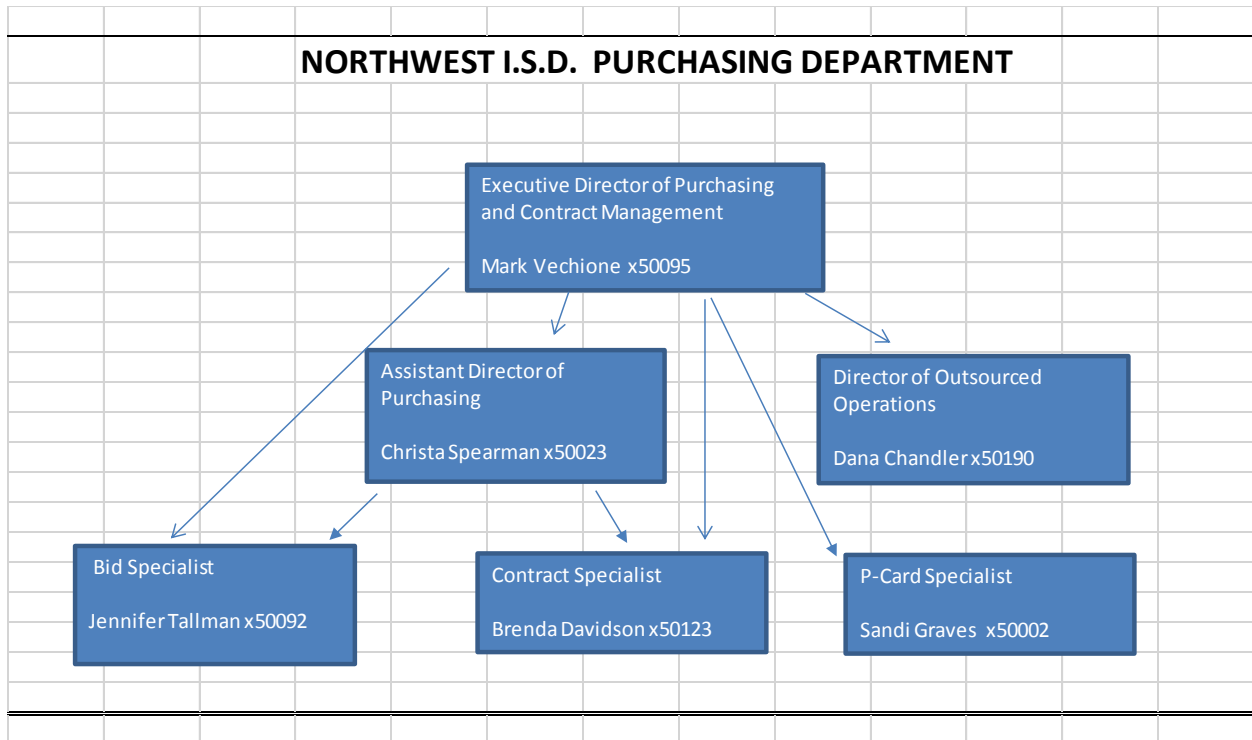 NORTHWEST I.S.D.  PURCHASING DEPARTMENT
Executive Director of Purchasing
and Contract Management
Mark Vechione  x50095
Assistant Director of
Purchasing
Christa Spearman x50023
Director of Outsourced
Operations
Dana Chandler x50190
Bid Specialist
Jennifer Tallman x50092
Contract Specialist
Brenda Davidson x50123
P-Card Specialist
Sandi Graves  x50002